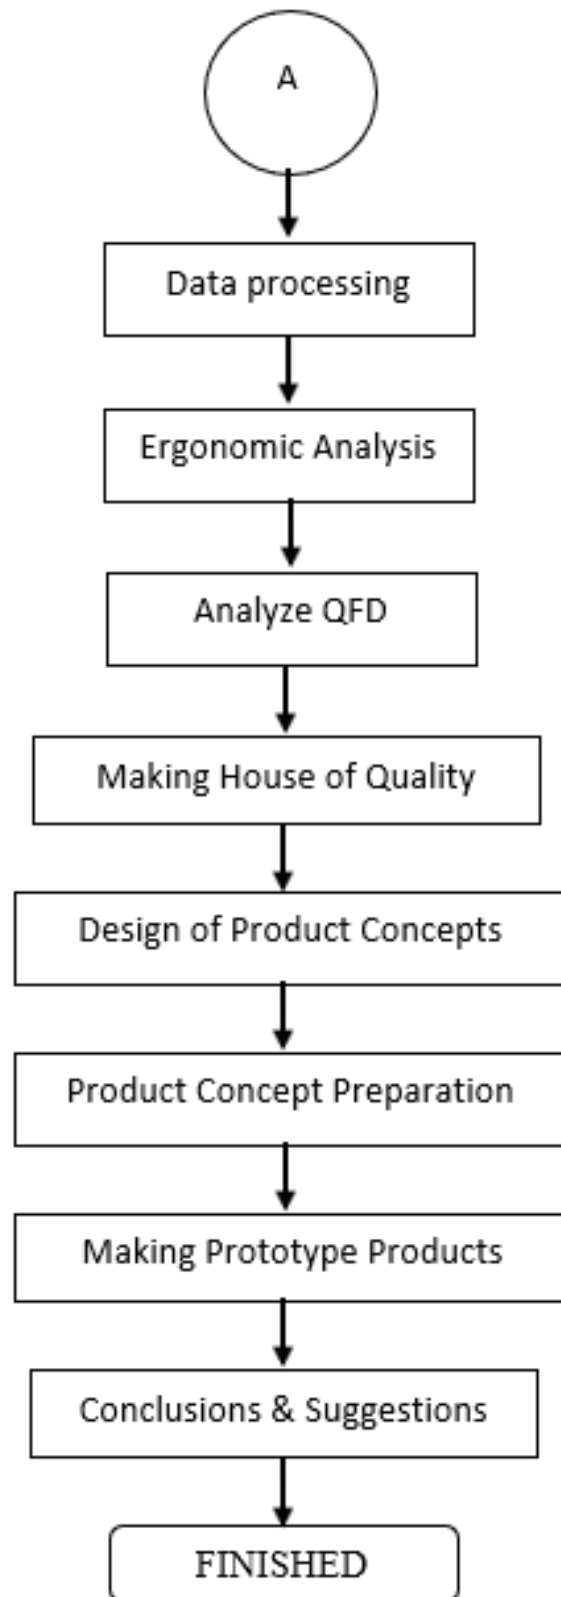 A
Data processing
Ergonomic Analysis
Analyze QFD
Making House of Quality
Design of Product Concepts
Product Concept Preparation
Making Prototype Products
Conclusions & Suggestions
FINISHED